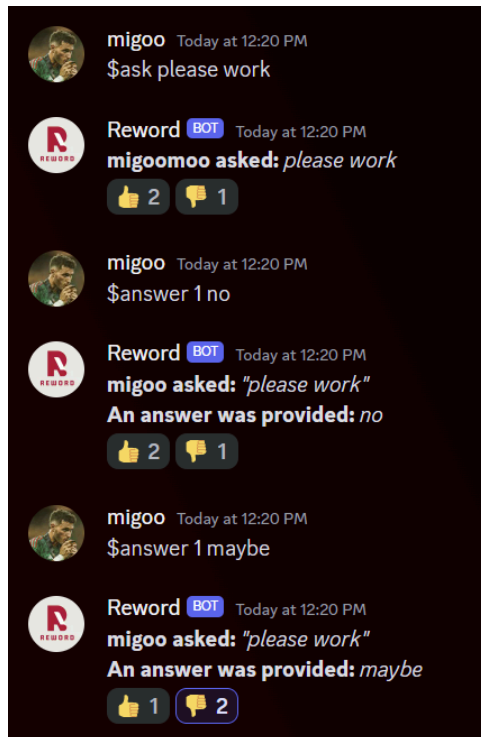 migoo Today at 12:20 PM
$ask please work
Reword BOT Today at 12:20 PM
migoomoo asked: please work
👍 2 👎 1
migoo Today at 12:20 PM
$answer 1 no
REWORD
Reword BOT Today at 12:20 PM
migoo asked: "please work"
An answer was provided: no
👍 2 👎 1
migoo Today at 12:20 PM
$answer 1 maybe
REWORD
Reword BOT Today at 12:20 PM
migoo asked: "please work"
An answer was provided: maybe
👍 1 👎 2